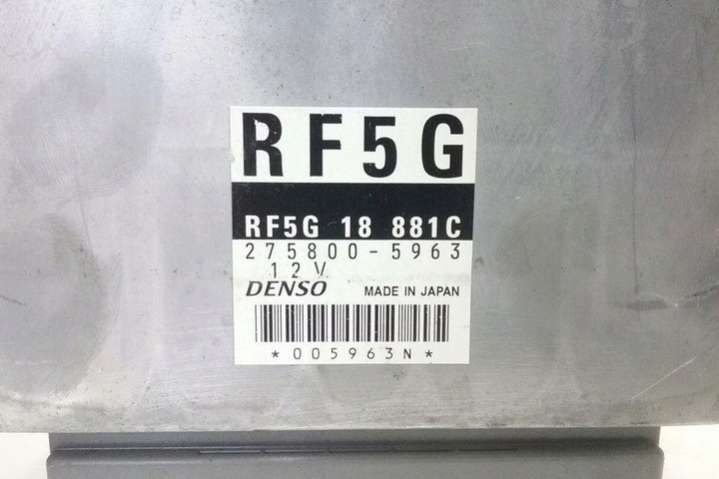 RF5G
RF5G 18 881C
275800-5963
12V
DENSO MADE IN JAPAN
*005963N*